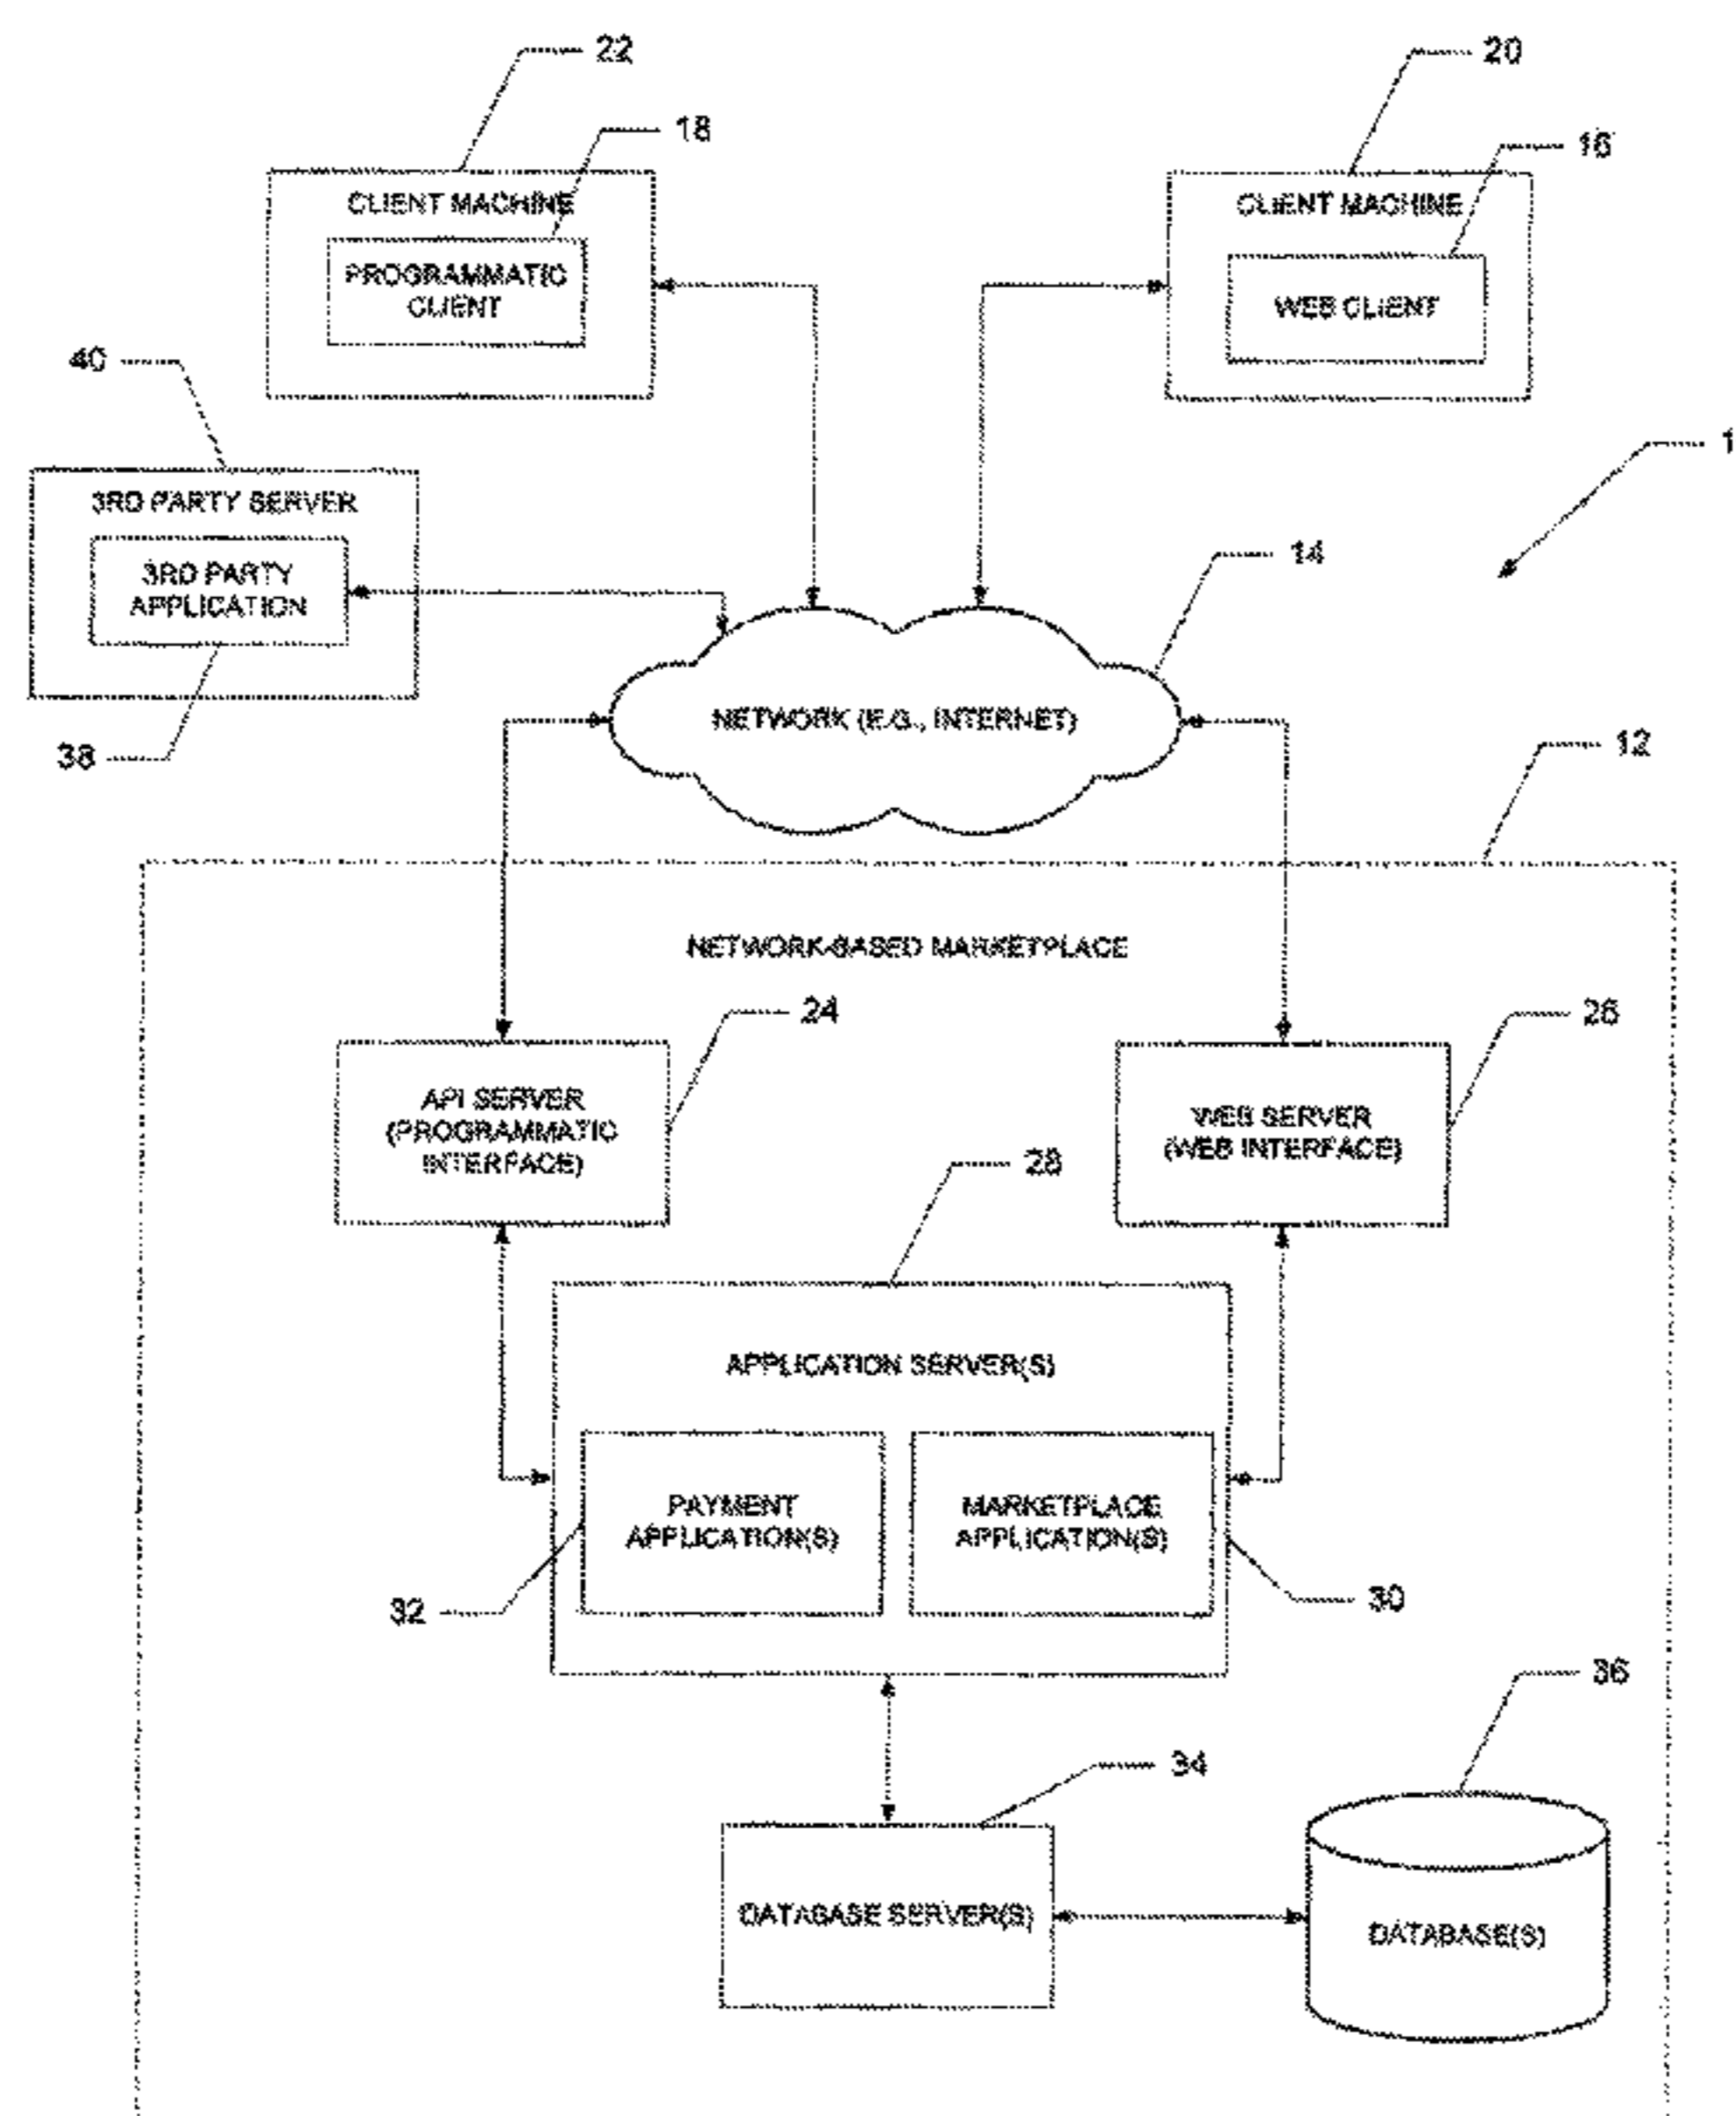 22
20
18
16
CLIENT MACHINE
CLIENT MACHINE
PROGRAMMATIC
CLIENT
WEB CLIENT
40
1
3RD PARTY SERVER
14
3RD PARTY
APPLICATION
NETWORK (E.G., INTERNET)
38
12
NETWORK-BASED MARKETPLACE
24
26
API SERVER
(PROGRAMMATIC
INTERFACE)
WEB SERVER
(WEB INTERFACE)
28
APPLICATION SERVER(S)
PAYMENT
APPLICATION(S)
MARKETPLACE
APPLICATION(S)
32
30
36
34
DATABASE SERVER(S)
DATABASE(S)